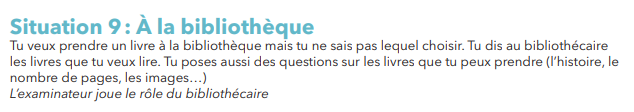 Situation 9 : À la bibliothèque
Tu veux prendre un livre à la bibliothèque mais tu ne sais pas lequel choisir. Tu dis au bibliothécaire
les livres que tu veux lire. Tu poses aussi des questions sur les livres que tu peux prendre (l’histoire, le
nombre de pages, les images…)
L’examinateur joue le rôle du bibliothécaire